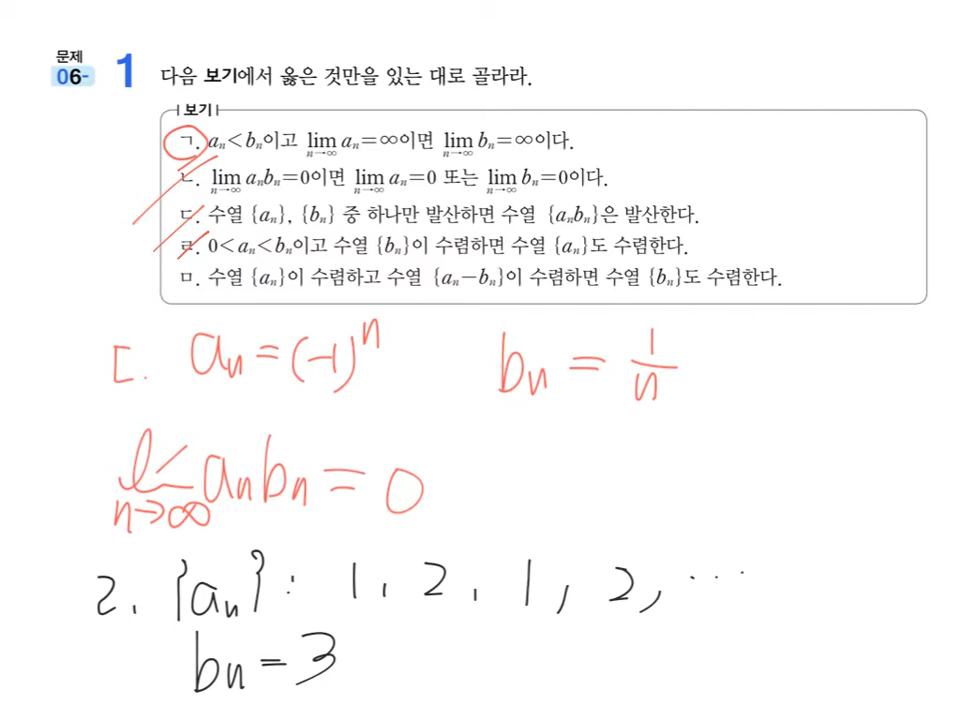 문제
06-1 다음 보기에서 옳은 것만을 있는 대로 골라라.
보기
ㄱ. aₙ<bₙ이고 lim n→∞ aₙ=∞이면 lim n→∞ bₙ=∞이다.
ㄴ. lim n→∞ aₙbₙ=0이면 lim n→∞ aₙ=0 또는 lim n→∞ bₙ=0이다.
ㄷ. 수열 {aₙ}, {bₙ} 중 하나만 발산하면 수열 {aₙbₙ}은 발산한다.
ㄹ. 0<aₙ<bₙ이고 수열 {bₙ}이 수렴하면 수열 {aₙ}도 수렴한다.
ㅁ. 수열 {aₙ}이 수렴하고 수열 {aₙ-bₙ}이 수렴하면 수열 {bₙ}도 수렴한다.
ㄷ. aₙ = (-1)ⁿ bₙ = 1/n
lim n→∞ aₙbₙ = 0
ㄹ. {aₙ} : 1, 2, 1, 2, ⋯
bₙ = 3